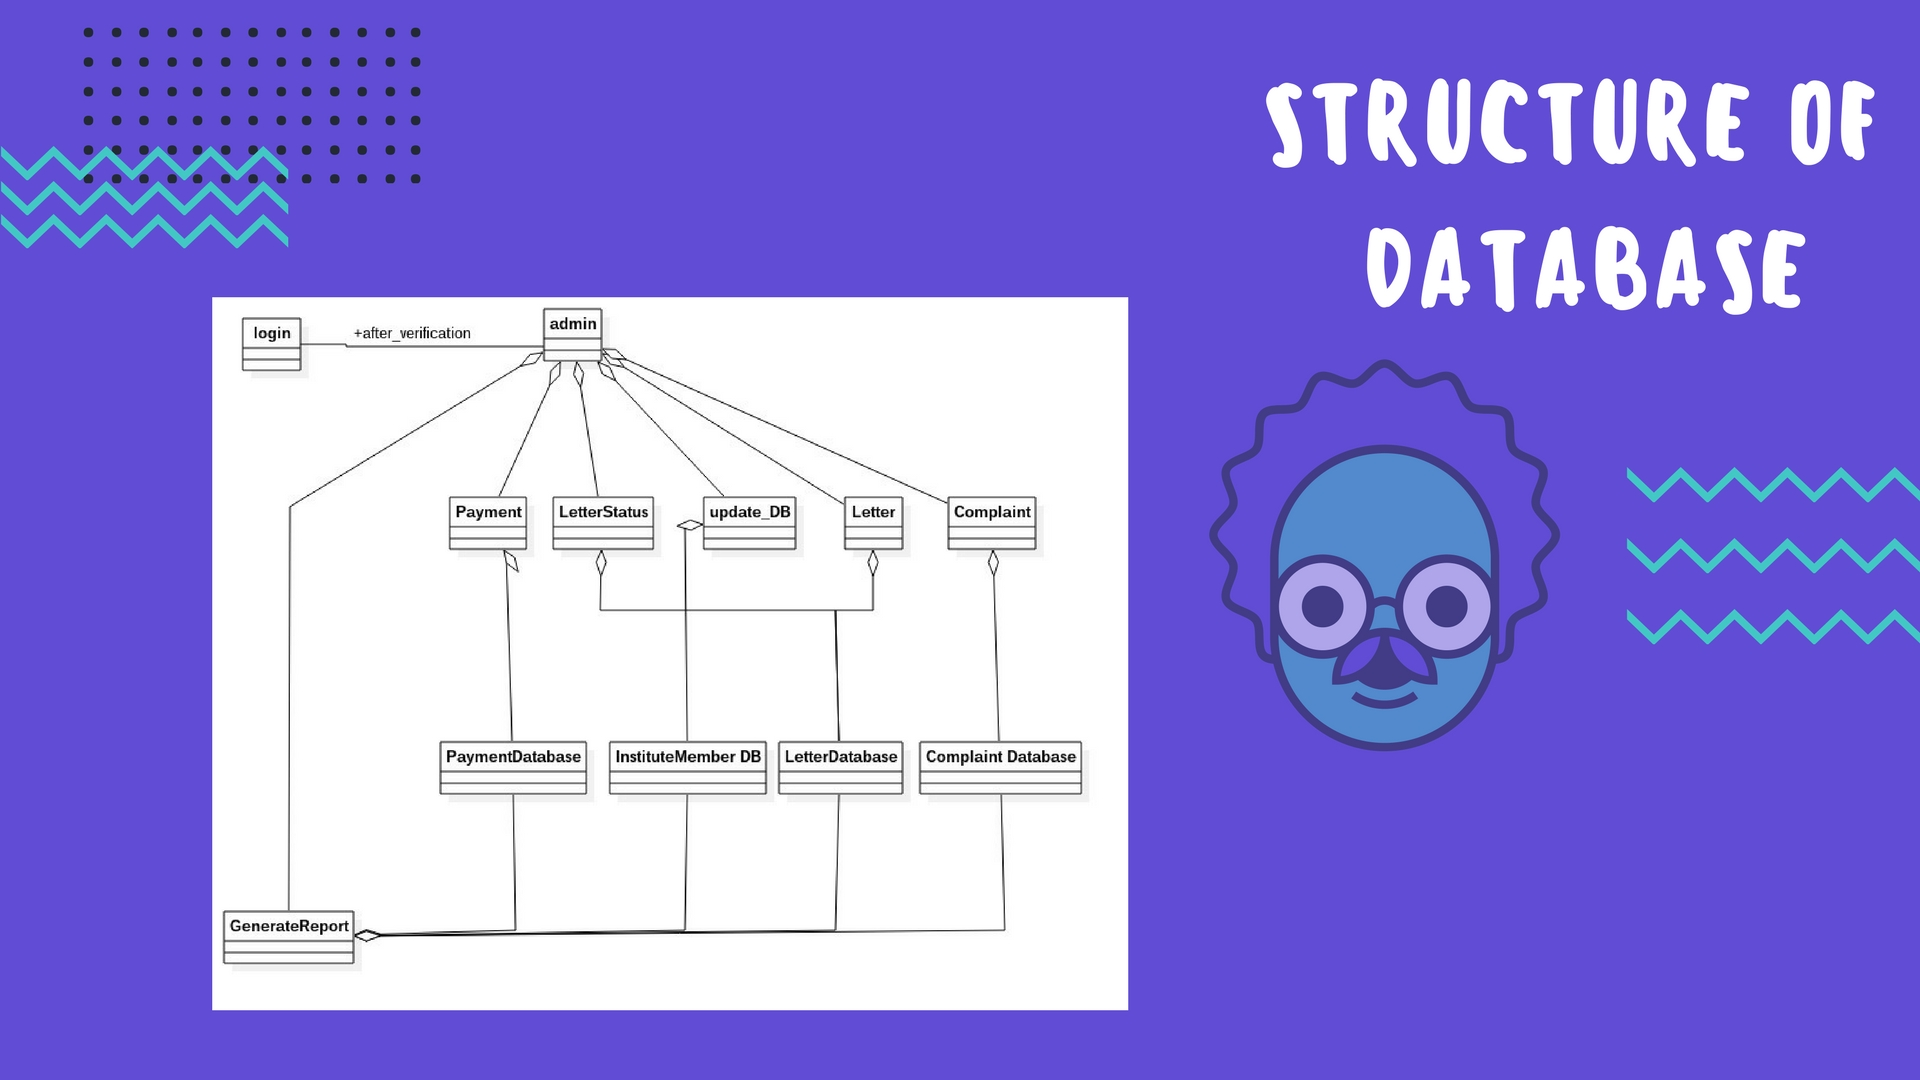 STRUCTURE OF
DATABASE
login
+after_verification
admin
Payment
LetterStatus
update_DB
Letter
Complaint
PaymentDatabase
InstituteMember DB
LetterDatabase
Complaint Database
GenerateReport